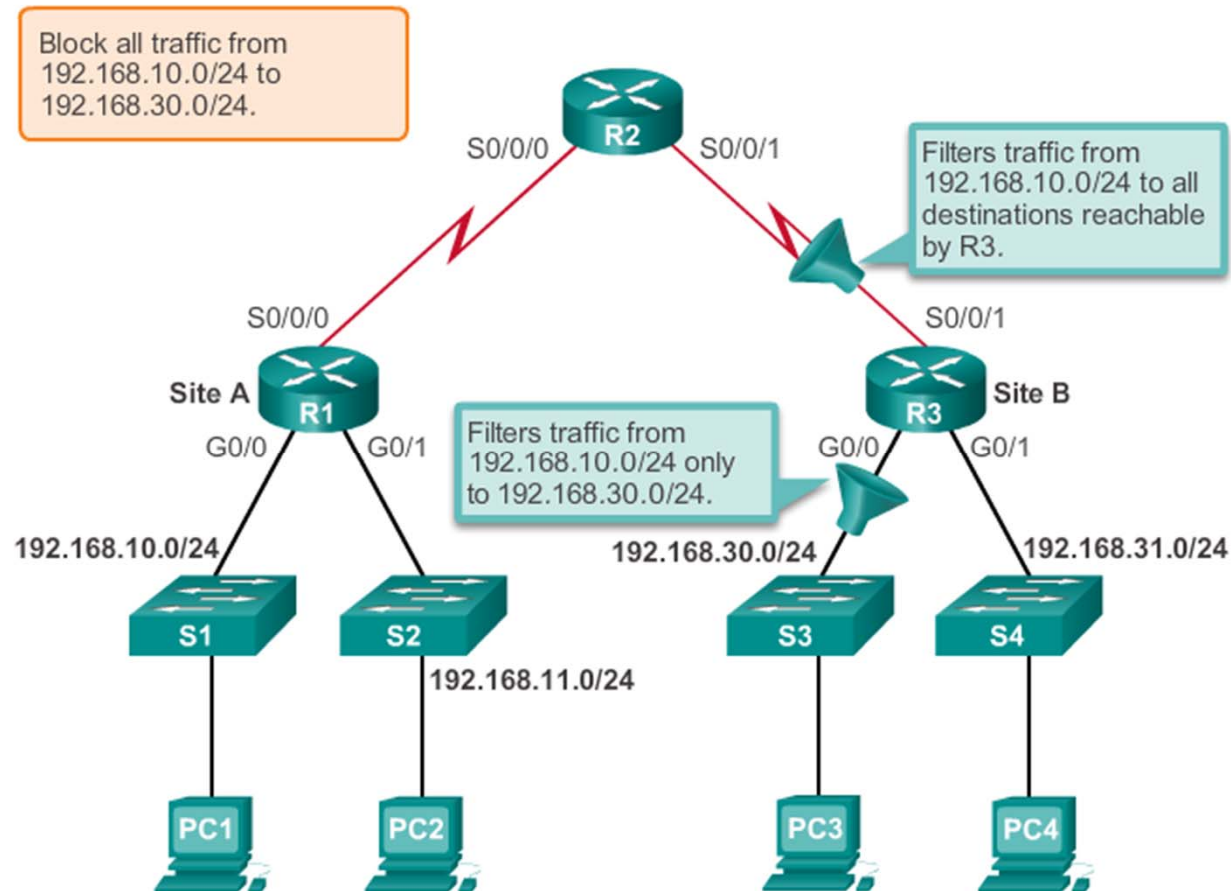 Block all traffic from
192.168.10.0/24 to
192.168.30.0/24.
R2
S0/0/0
S0/0/1
Filters traffic from
192.168.10.0/24 to all
destinations reachable
by R3.
S0/0/0
S0/0/1
Site A
R1
R3
Site B
G0/0
G0/1
Filters traffic from
192.168.10.0/24 only
to 192.168.30.0/24.
G0/0
G0/1
192.168.10.0/24
192.168.30.0/24
192.168.31.0/24
S1
S2
S3
S4
192.168.11.0/24
PC1
PC2
PC3
PC4